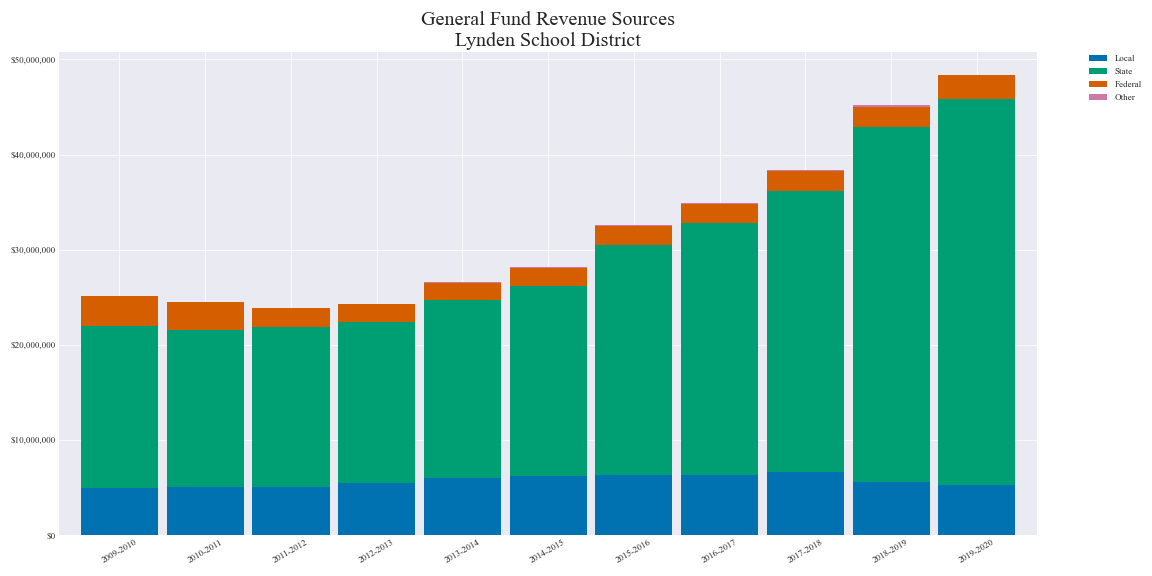 General Fund Revenue Sources
Lynden School District
$50,000,000
$40,000,000
$30,000,000
$20,000,000
$10,000,000
$0
2009-2010
2010-2011
2011-2012
2012-2013
2013-2014
2014-2015
2015-2016
2016-2017
2017-2018
2018-2019
2019-2020
Local
State
Federal
Other